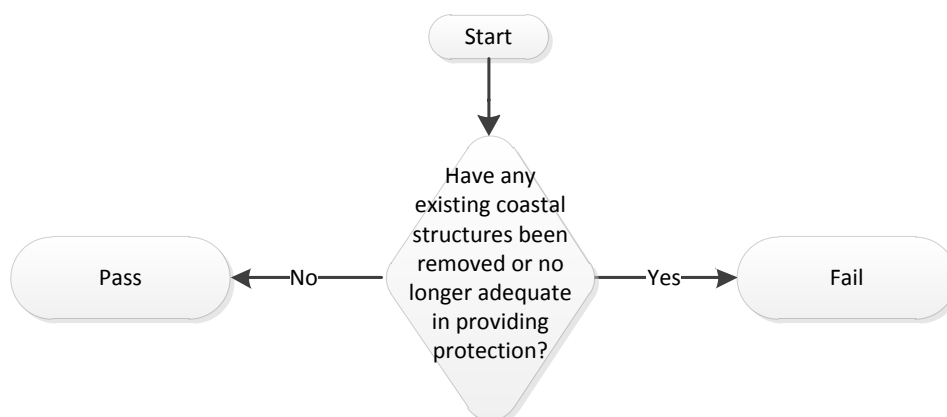 Start
Have any
existing coastal
structures been
removed or no
longer adequate
in providing
protection?
Pass
No
Yes
Fail